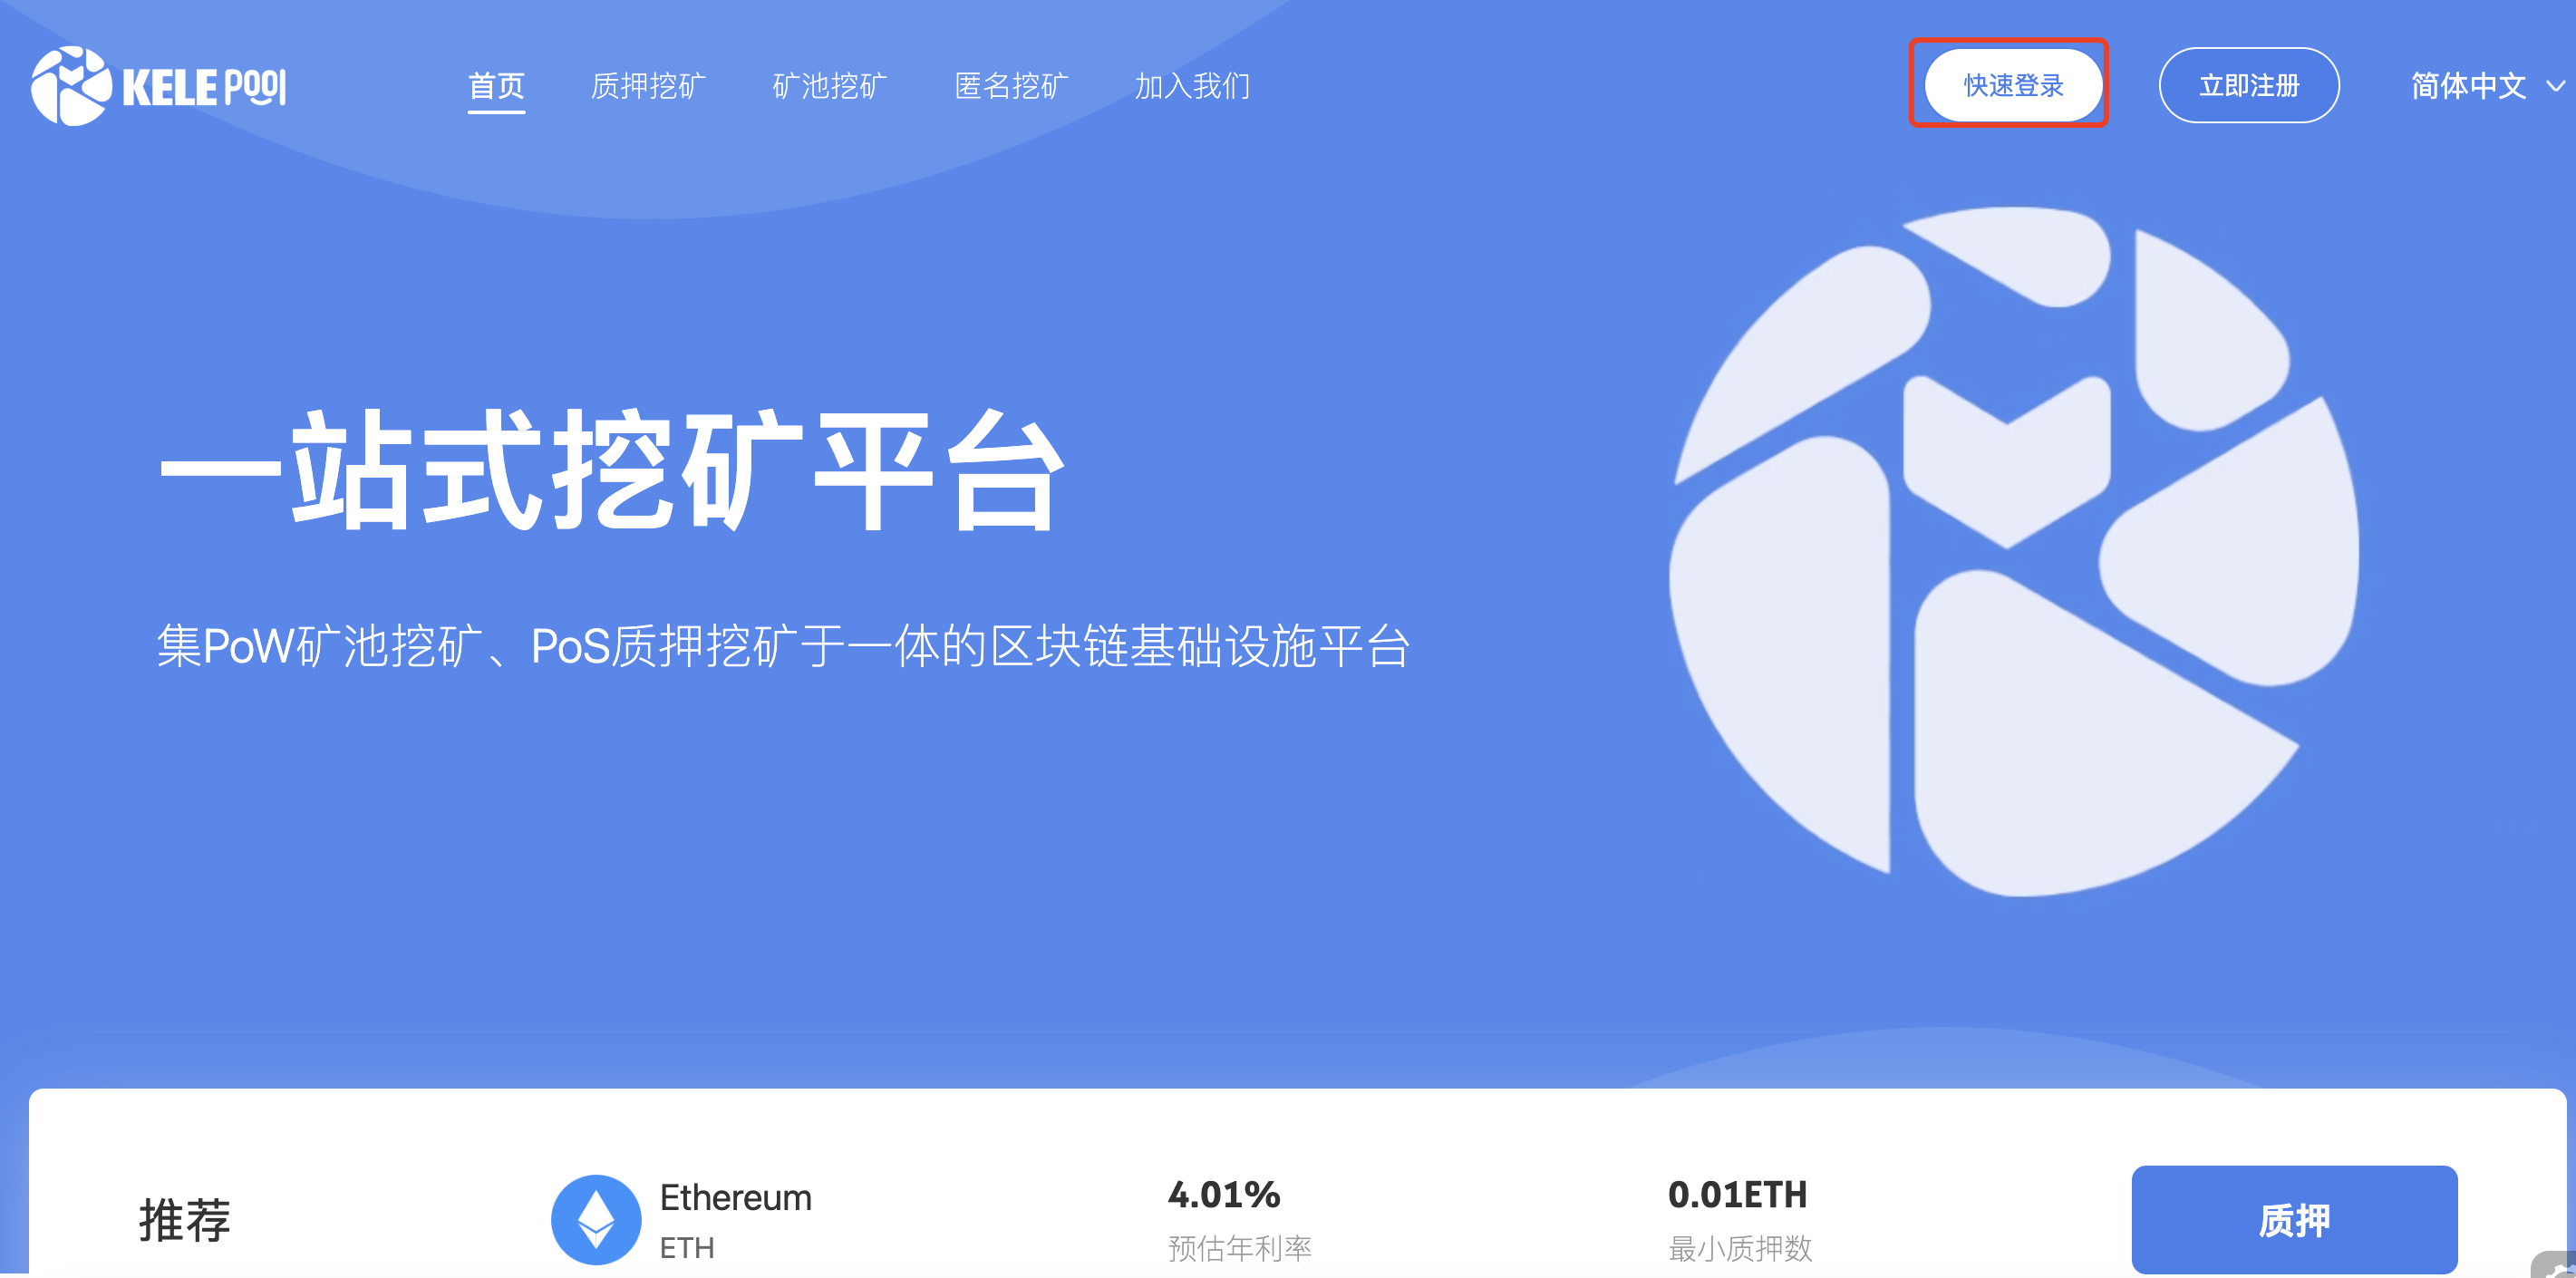 KELE Pool
首页 质押挖矿 矿池挖矿 匿名挖矿 加入我们 快速登录 立即注册 简体中文
一站式挖矿平台
集PoW矿池挖矿、PoS质押挖矿于一体的区块链基础设施平台
推荐
Ethereum
ETH
4.01%
预估年利率
0.01ETH
最小质押数
质押